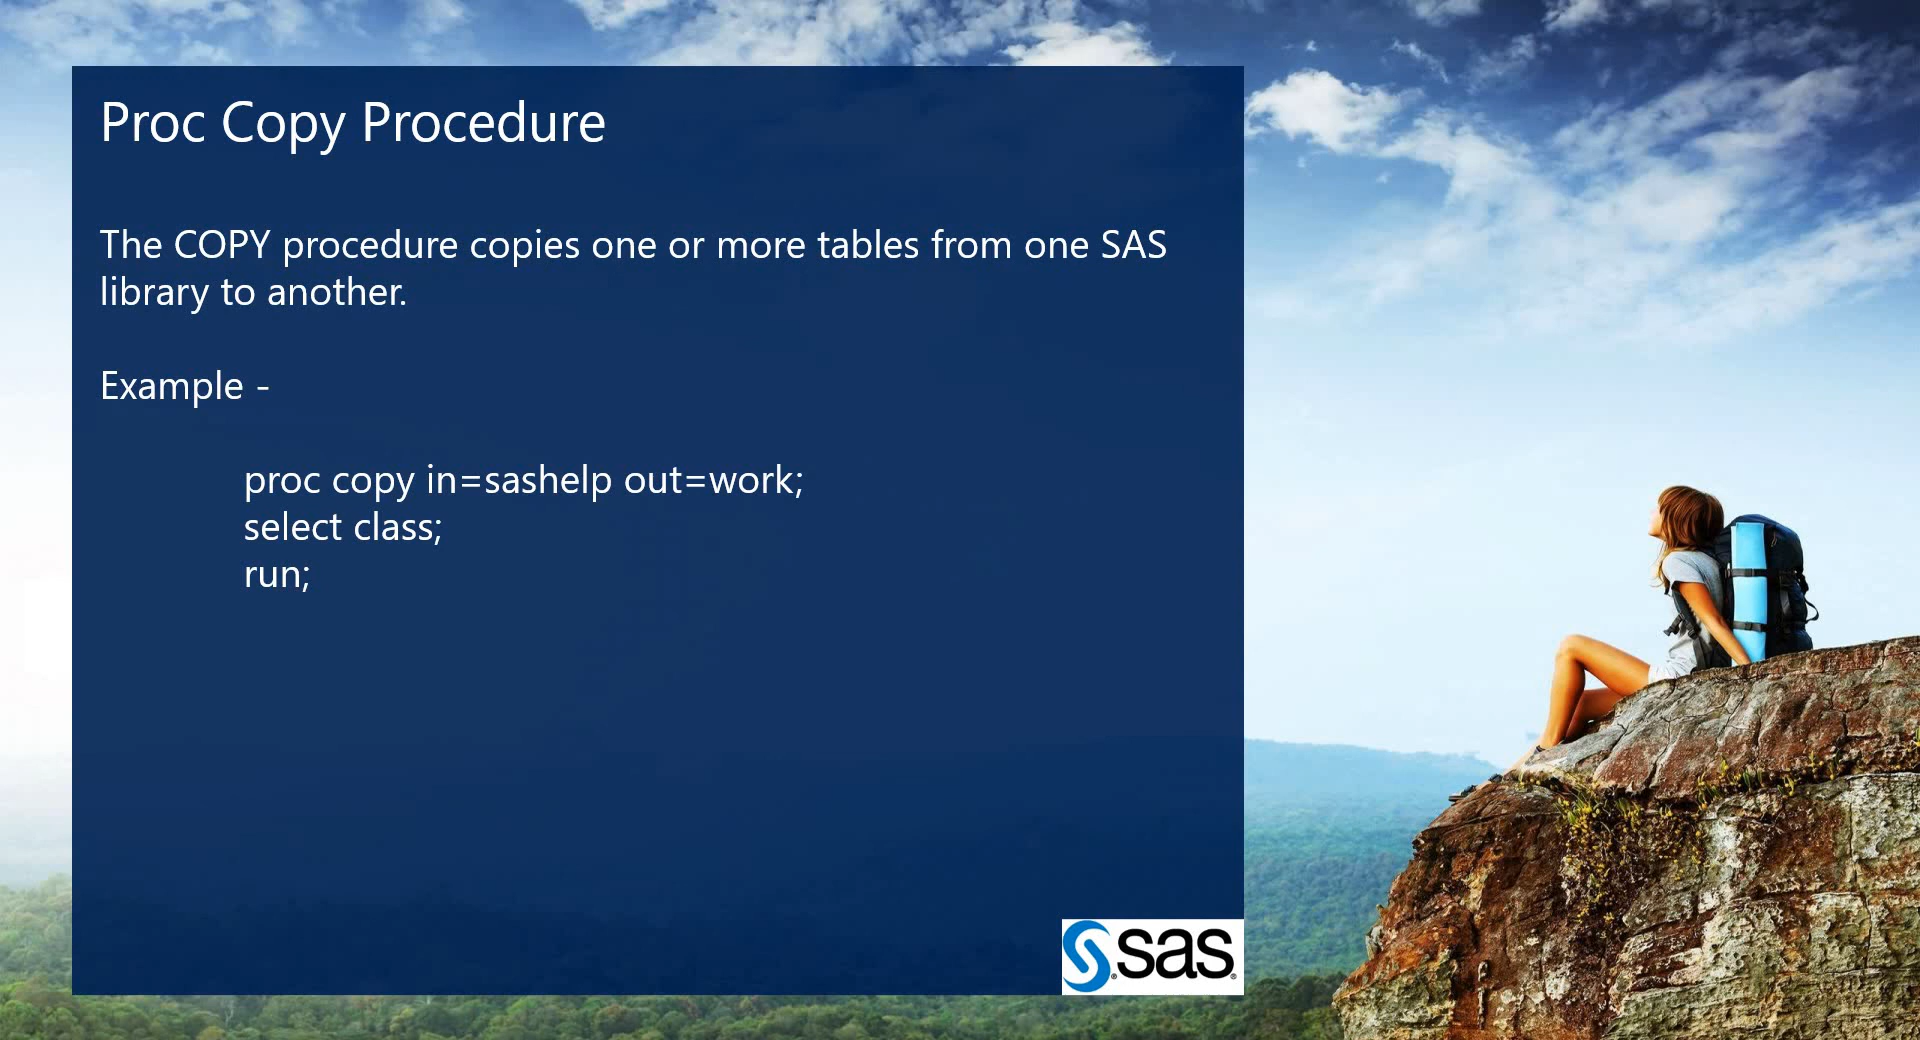 Proc Copy Procedure
The COPY procedure copies one or more tables from one SAS
library to another.
Example -
proc copy in=sashelp out=work;
select class;
run;
sas